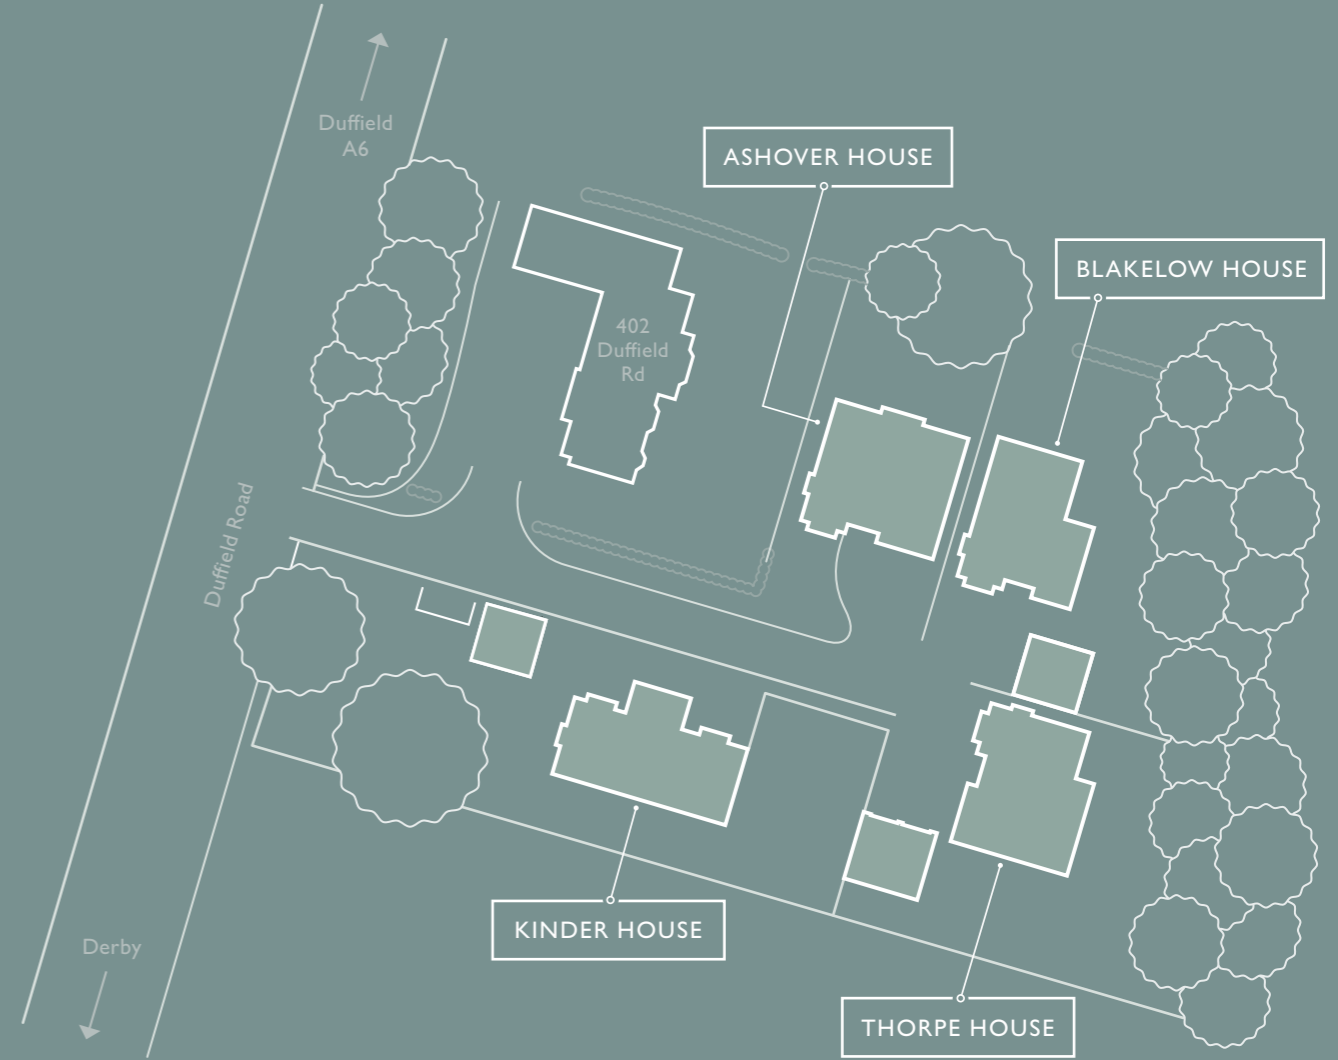 Duffield
A6
ASHOVER HOUSE
BLAKELOW HOUSE
402
Duffield
Rd
Duffield Road
KINDER HOUSE
Derby
THORPE HOUSE